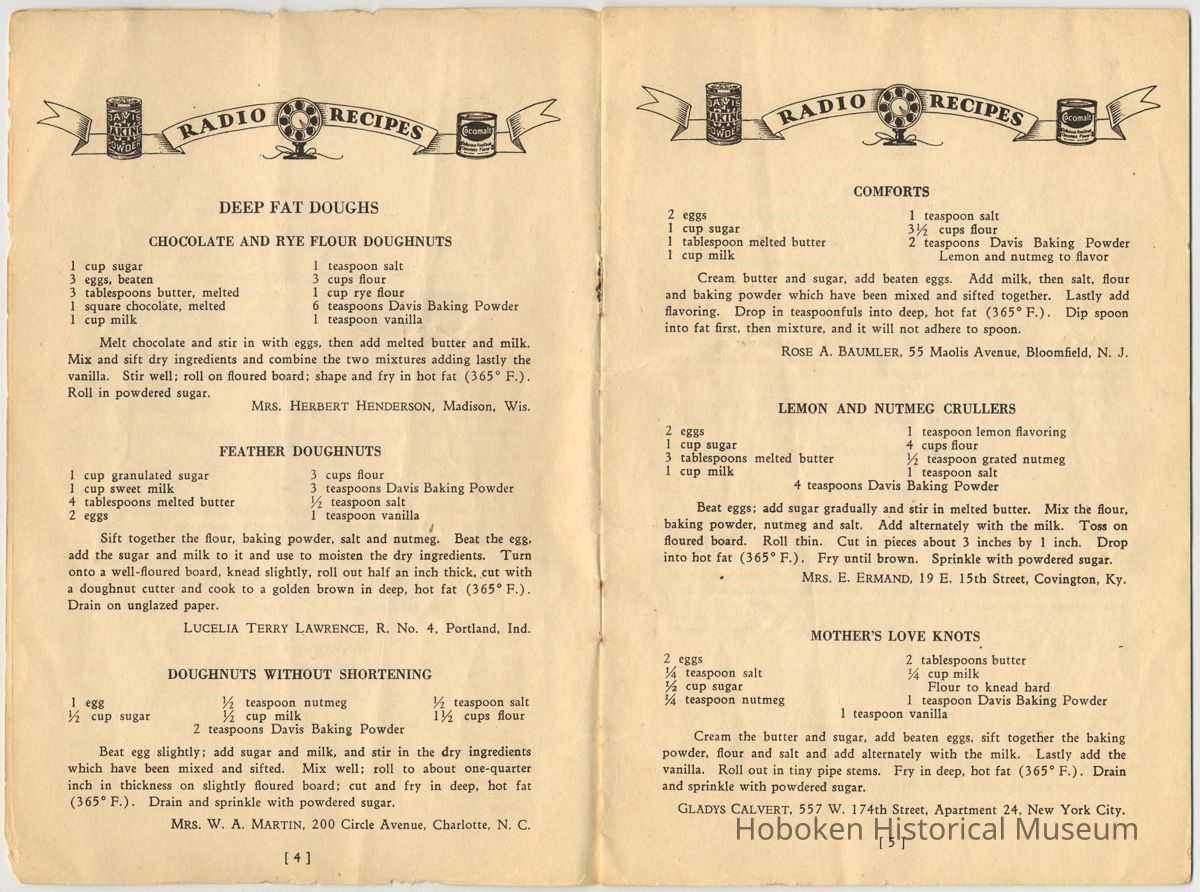 DAVIS
BAKING
POWDER
RADIO RECIPES
Cocomalt
DEEP FAT DOUGHS
CHOCOLATE AND RYE FLOUR DOUGHNUTS
1 cup sugar 1 teaspoon salt
3 eggs, beaten 3 cups flour
3 tablespoons butter, melted 1 cup rye flour
1 square chocolate, melted 6 teaspoons Davis Baking Powder
1 cup milk 1 teaspoon vanilla
Melt chocolate and stir in with eggs, then add melted butter and milk.
Mix and sift dry ingredients and combine the two mixtures adding lastly the
vanilla. Stir well; roll on floured board; shape and fry in hot fat (365° F.).
Roll in powdered sugar.
MRS. HERBERT HENDERSON, Madison, Wis.
FEATHER DOUGHNUTS
1 cup granulated sugar 3 cups flour
1 cup sweet milk 3 teaspoons Davis Baking Powder
4 tablespoons melted butter ½ teaspoon salt
2 eggs 1 teaspoon vanilla
Sift together the flour, baking powder, salt and nutmeg. Beat the egg,
add the sugar and milk to it and use to moisten the dry ingredients. Turn
onto a well-floured board, knead slightly, roll out half an inch thick, cut with
a doughnut cutter and cook to a golden brown in deep, hot fat (365° F.).
Drain on unglazed paper.
LUCELIA TERRY LAWRENCE, R. No. 4, Portland, Ind.
DOUGHNUTS WITHOUT SHORTENING
1 egg ½ teaspoon nutmeg ½ teaspoon salt
½ cup sugar ½ cup milk 1½ cups flour
2 teaspoons Davis Baking Powder
Beat egg slightly; add sugar and milk, and stir in the dry ingredients
which have been mixed and sifted. Mix well; roll to about one-quarter
inch in thickness on slightly floured board; cut and fry in deep, hot fat
(365° F.). Drain and sprinkle with powdered sugar.
MRS. W. A. MARTIN, 200 Circle Avenue, Charlotte, N. C.
[ 4 ]
DAVIS
BAKING
POWDER
RADIO RECIPES
Cocomalt
COMFORTS
2 eggs 1 teaspoon salt
1 cup sugar 3½ cups flour
1 tablespoon melted butter 2 teaspoons Davis Baking Powder
1 cup milk Lemon and nutmeg to flavor
Cream butter and sugar, add beaten eggs. Add milk, then salt, flour
and baking powder which have been mixed and sifted together. Lastly add
flavoring. Drop in teaspoonfuls into deep, hot fat (365° F.). Dip spoon
into fat first, then mixture, and it will not adhere to spoon.
ROSE A. BAUMLER, 55 Maolis Avenue, Bloomfield, N. J.
LEMON AND NUTMEG CRULLERS
2 eggs 1 teaspoon lemon flavoring
1 cup sugar 4 cups flour
3 tablespoons melted butter ½ teaspoon grated nutmeg
1 cup milk 1 teaspoon salt
4 teaspoons Davis Baking Powder
Beat eggs; add sugar gradually and stir in melted butter. Mix the flour,
baking powder, nutmeg and salt. Add alternately with the milk. Toss on
floured board. Roll thin. Cut in pieces about 3 inches by 1 inch. Drop
into hot fat (365° F.). Fry until brown. Sprinkle with powdered sugar.
MRS. E. ERMAND, 19 E. 15th Street, Covington, Ky.
MOTHER'S LOVE KNOTS
2 eggs 2 tablespoons butter
¼ teaspoon salt ¼ cup milk
½ cup sugar Flour to knead hard
¼ teaspoon nutmeg 1 teaspoon Davis Baking Powder
1 teaspoon vanilla
Cream the butter and sugar, add beaten eggs, sift together the baking
powder, flour and salt and add alternately with the milk. Lastly add the
vanilla. Roll out in tiny pipe stems. Fry in deep, hot fat (365° F.). Drain
and sprinkle with powdered sugar.
GLADYS CALVERT, 557 W. 174th Street, Apartment 24, New York City.
Hoboken Historical Museum
[ 5 ]